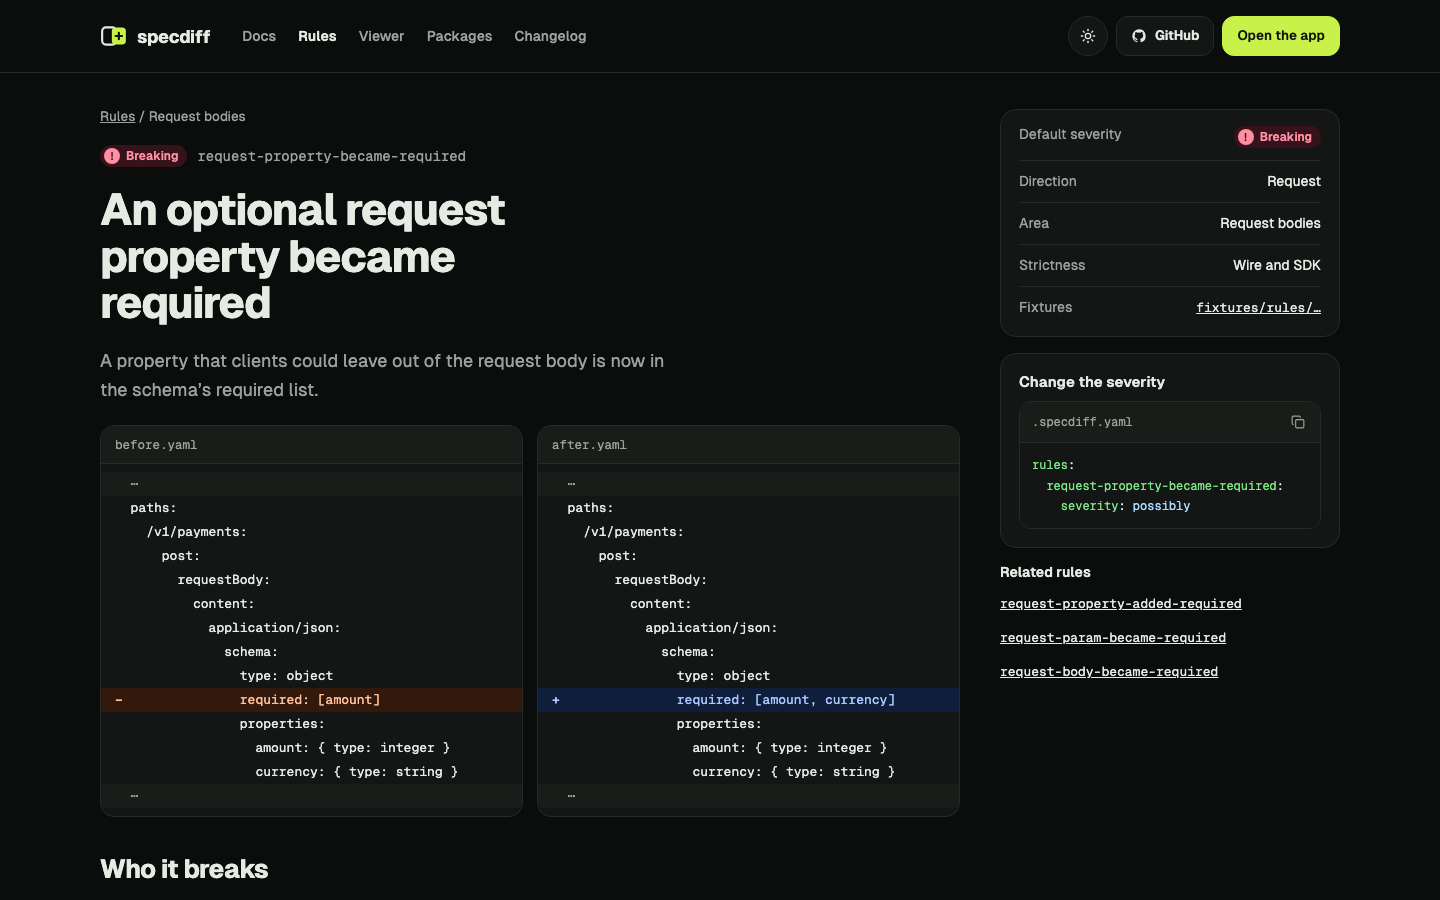 specdiff Docs Rules Viewer Packages Changelog GitHub Open the app
Rules / Request bodies
! Breaking request-property-became-required
An optional request
property became
required
A property that clients could leave out of the request body is now in
the schema’s required list.
before.yaml
…
paths:
/v1/payments:
post:
requestBody:
content:
application/json:
schema:
type: object
− required: [amount]
properties:
amount: { type: integer }
currency: { type: string }
…
after.yaml
…
paths:
/v1/payments:
post:
requestBody:
content:
application/json:
schema:
type: object
+ required: [amount, currency]
properties:
amount: { type: integer }
currency: { type: string }
…
Who it breaks
Default severity ! Breaking
Direction Request
Area Request bodies
Strictness Wire and SDK
Fixtures fixtures/rules/…
Change the severity
.specdiff.yaml
rules:
request-property-became-required:
severity: possibly
Related rules
request-property-added-required
request-param-became-required
request-body-became-required